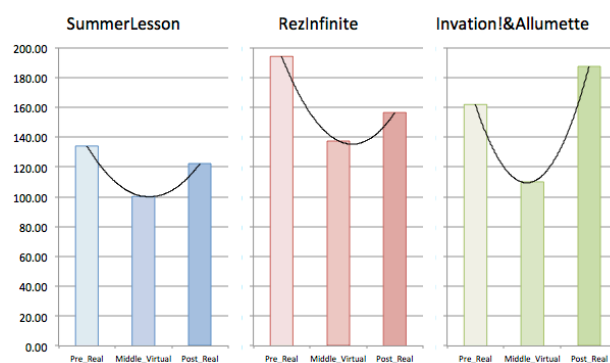 SummerLesson
RezInfinite
Invation!&Allumette
200.00
180.00
160.00
140.00
120.00
100.00
80.00
60.00
40.00
20.00
0.00
Pre_Real Middle_Virtual Post_Real
Pre_Real Middle_Virtual Post_Real
Pre_Real Middle_Virtual Post_Real